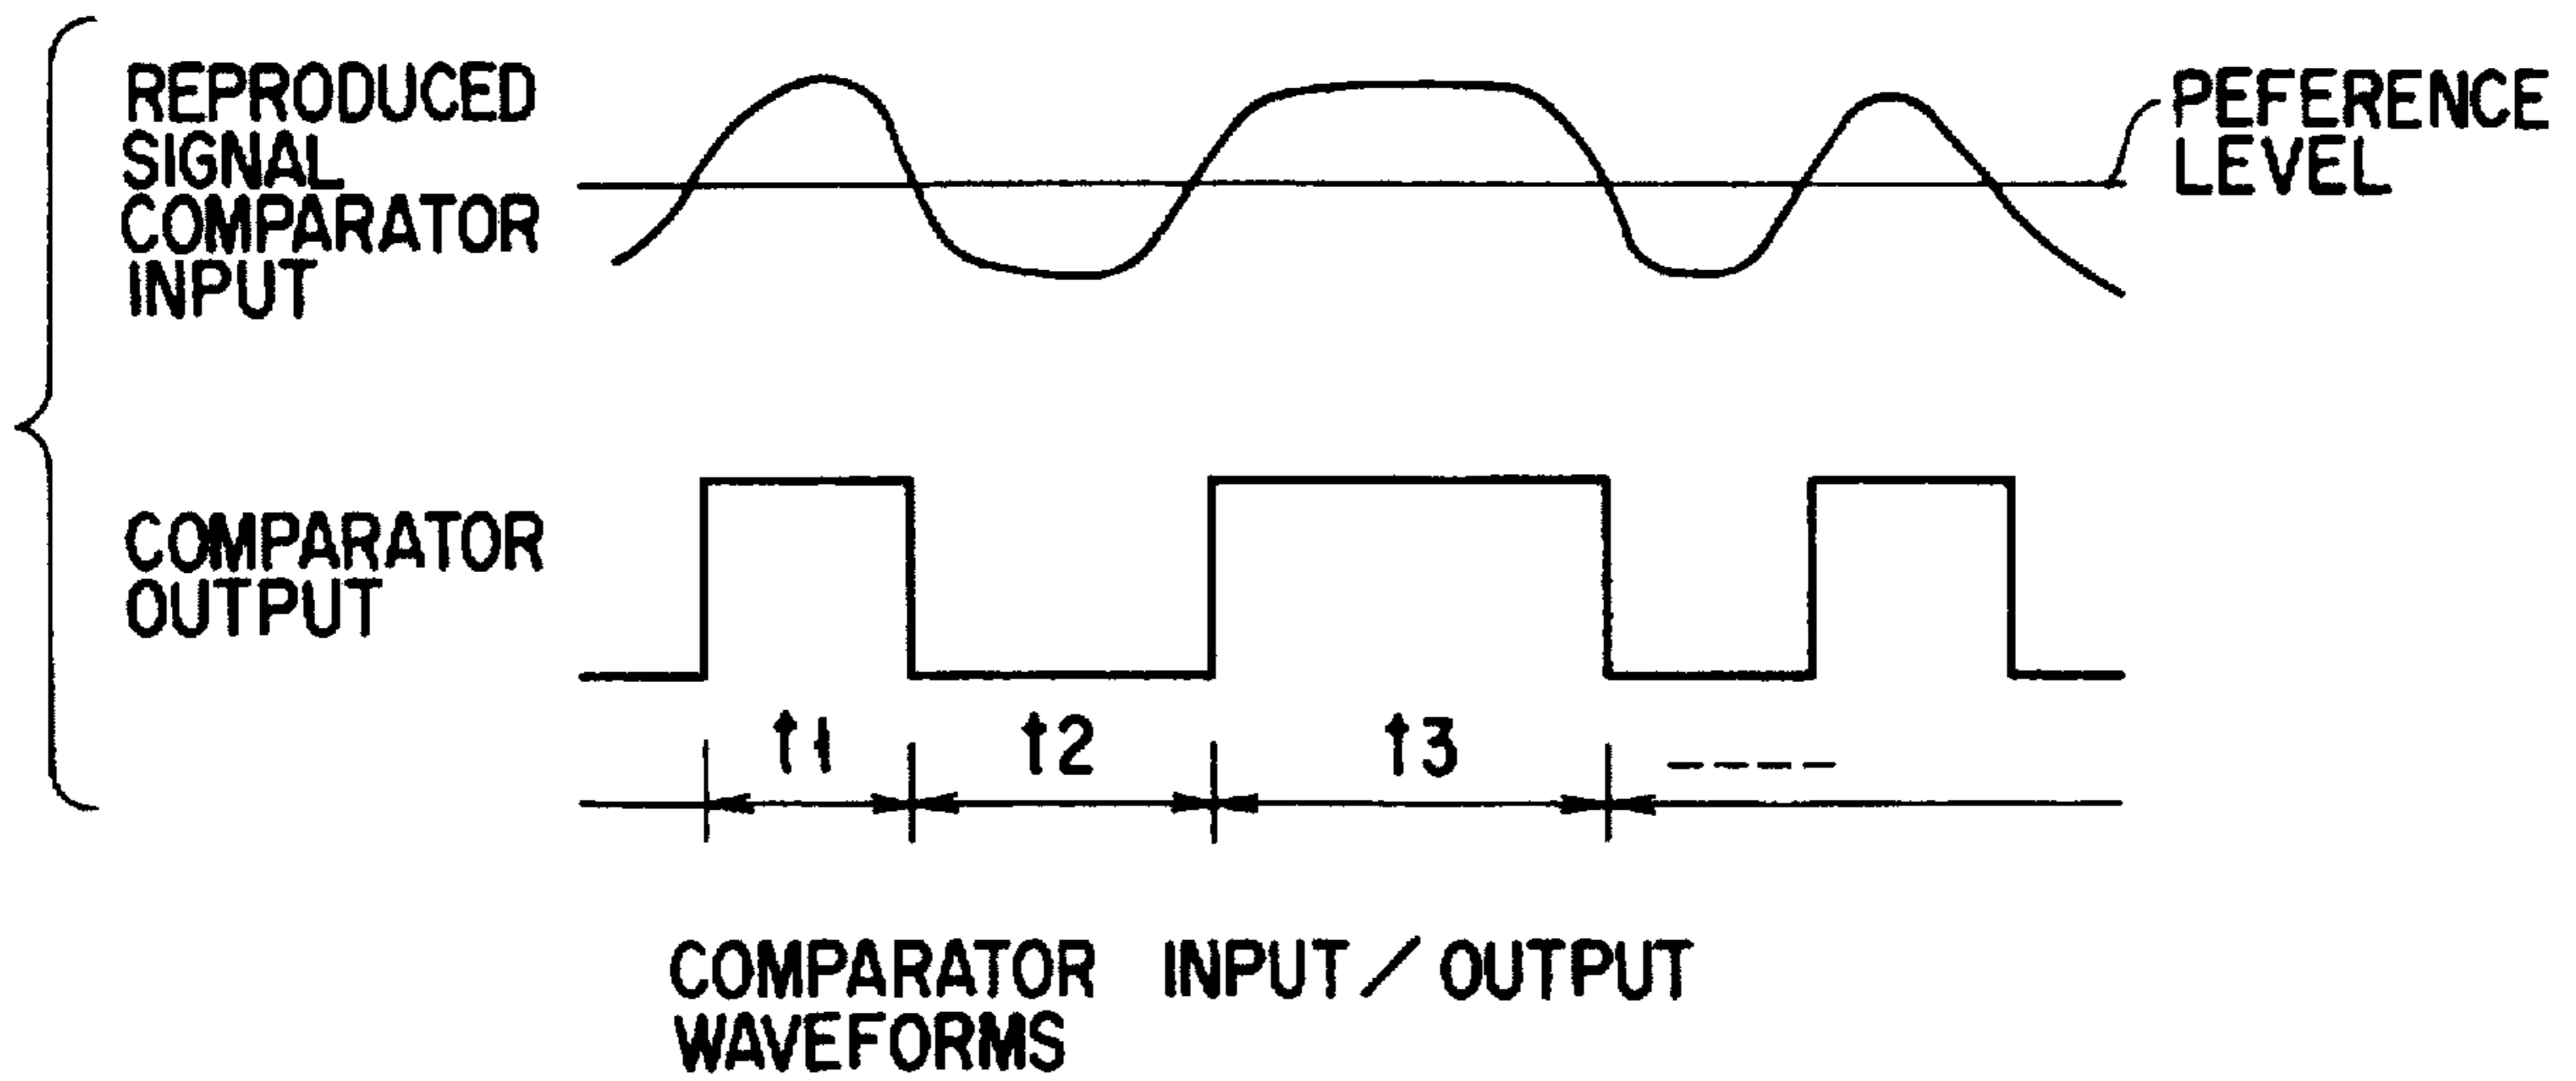 REPRODUCED
SIGNAL
COMPARATOR
INPUT
PEFERENCE
LEVEL
COMPARATOR
OUTPUT
t1
t2
t3
COMPARATOR INPUT/OUTPUT
WAVEFORMS